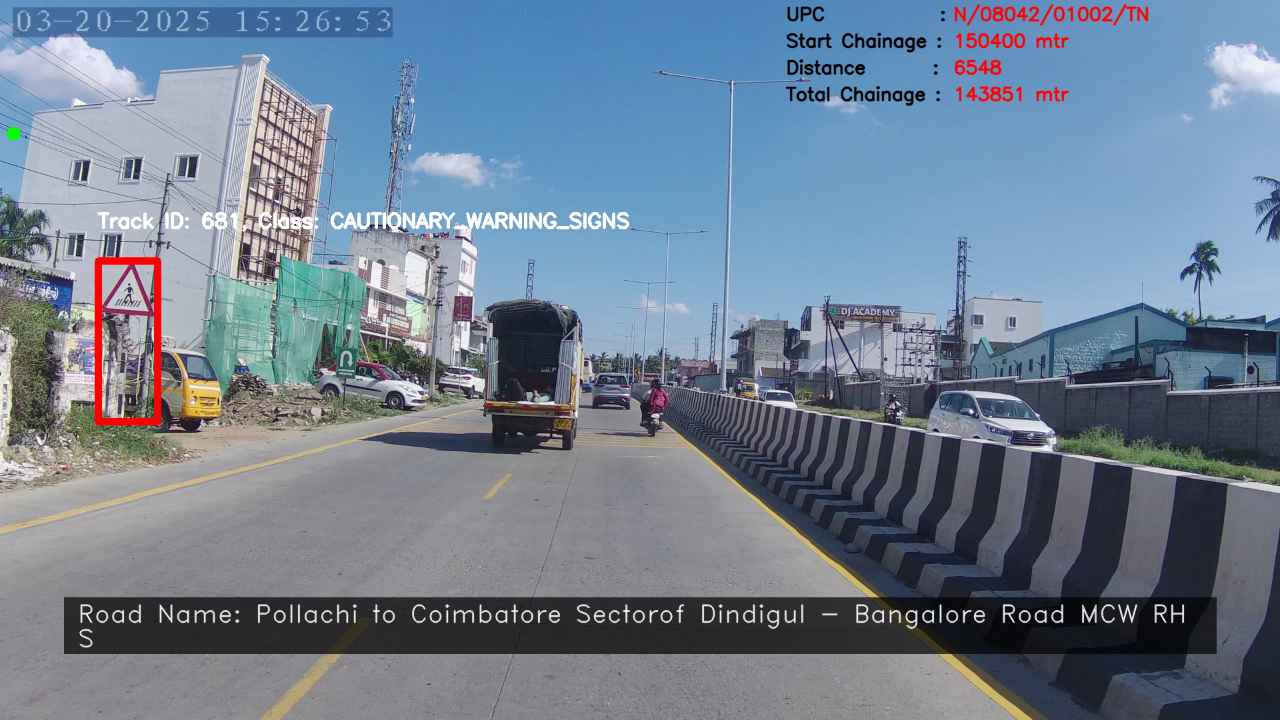 03-20-2025 15:26:53
UPC : N/08042/01002/TN
Start Chainage : 150400 mtr
Distance : 6548
Total Chainage : 143851 mtr
Track ID: 681, Class: CAUTIONARY_WARNING_SIGNS
DJ ACADEMY
Road Name: Pollachi to Coimbatore Sectorof Dindigul - Bangalore Road MCW RH
S